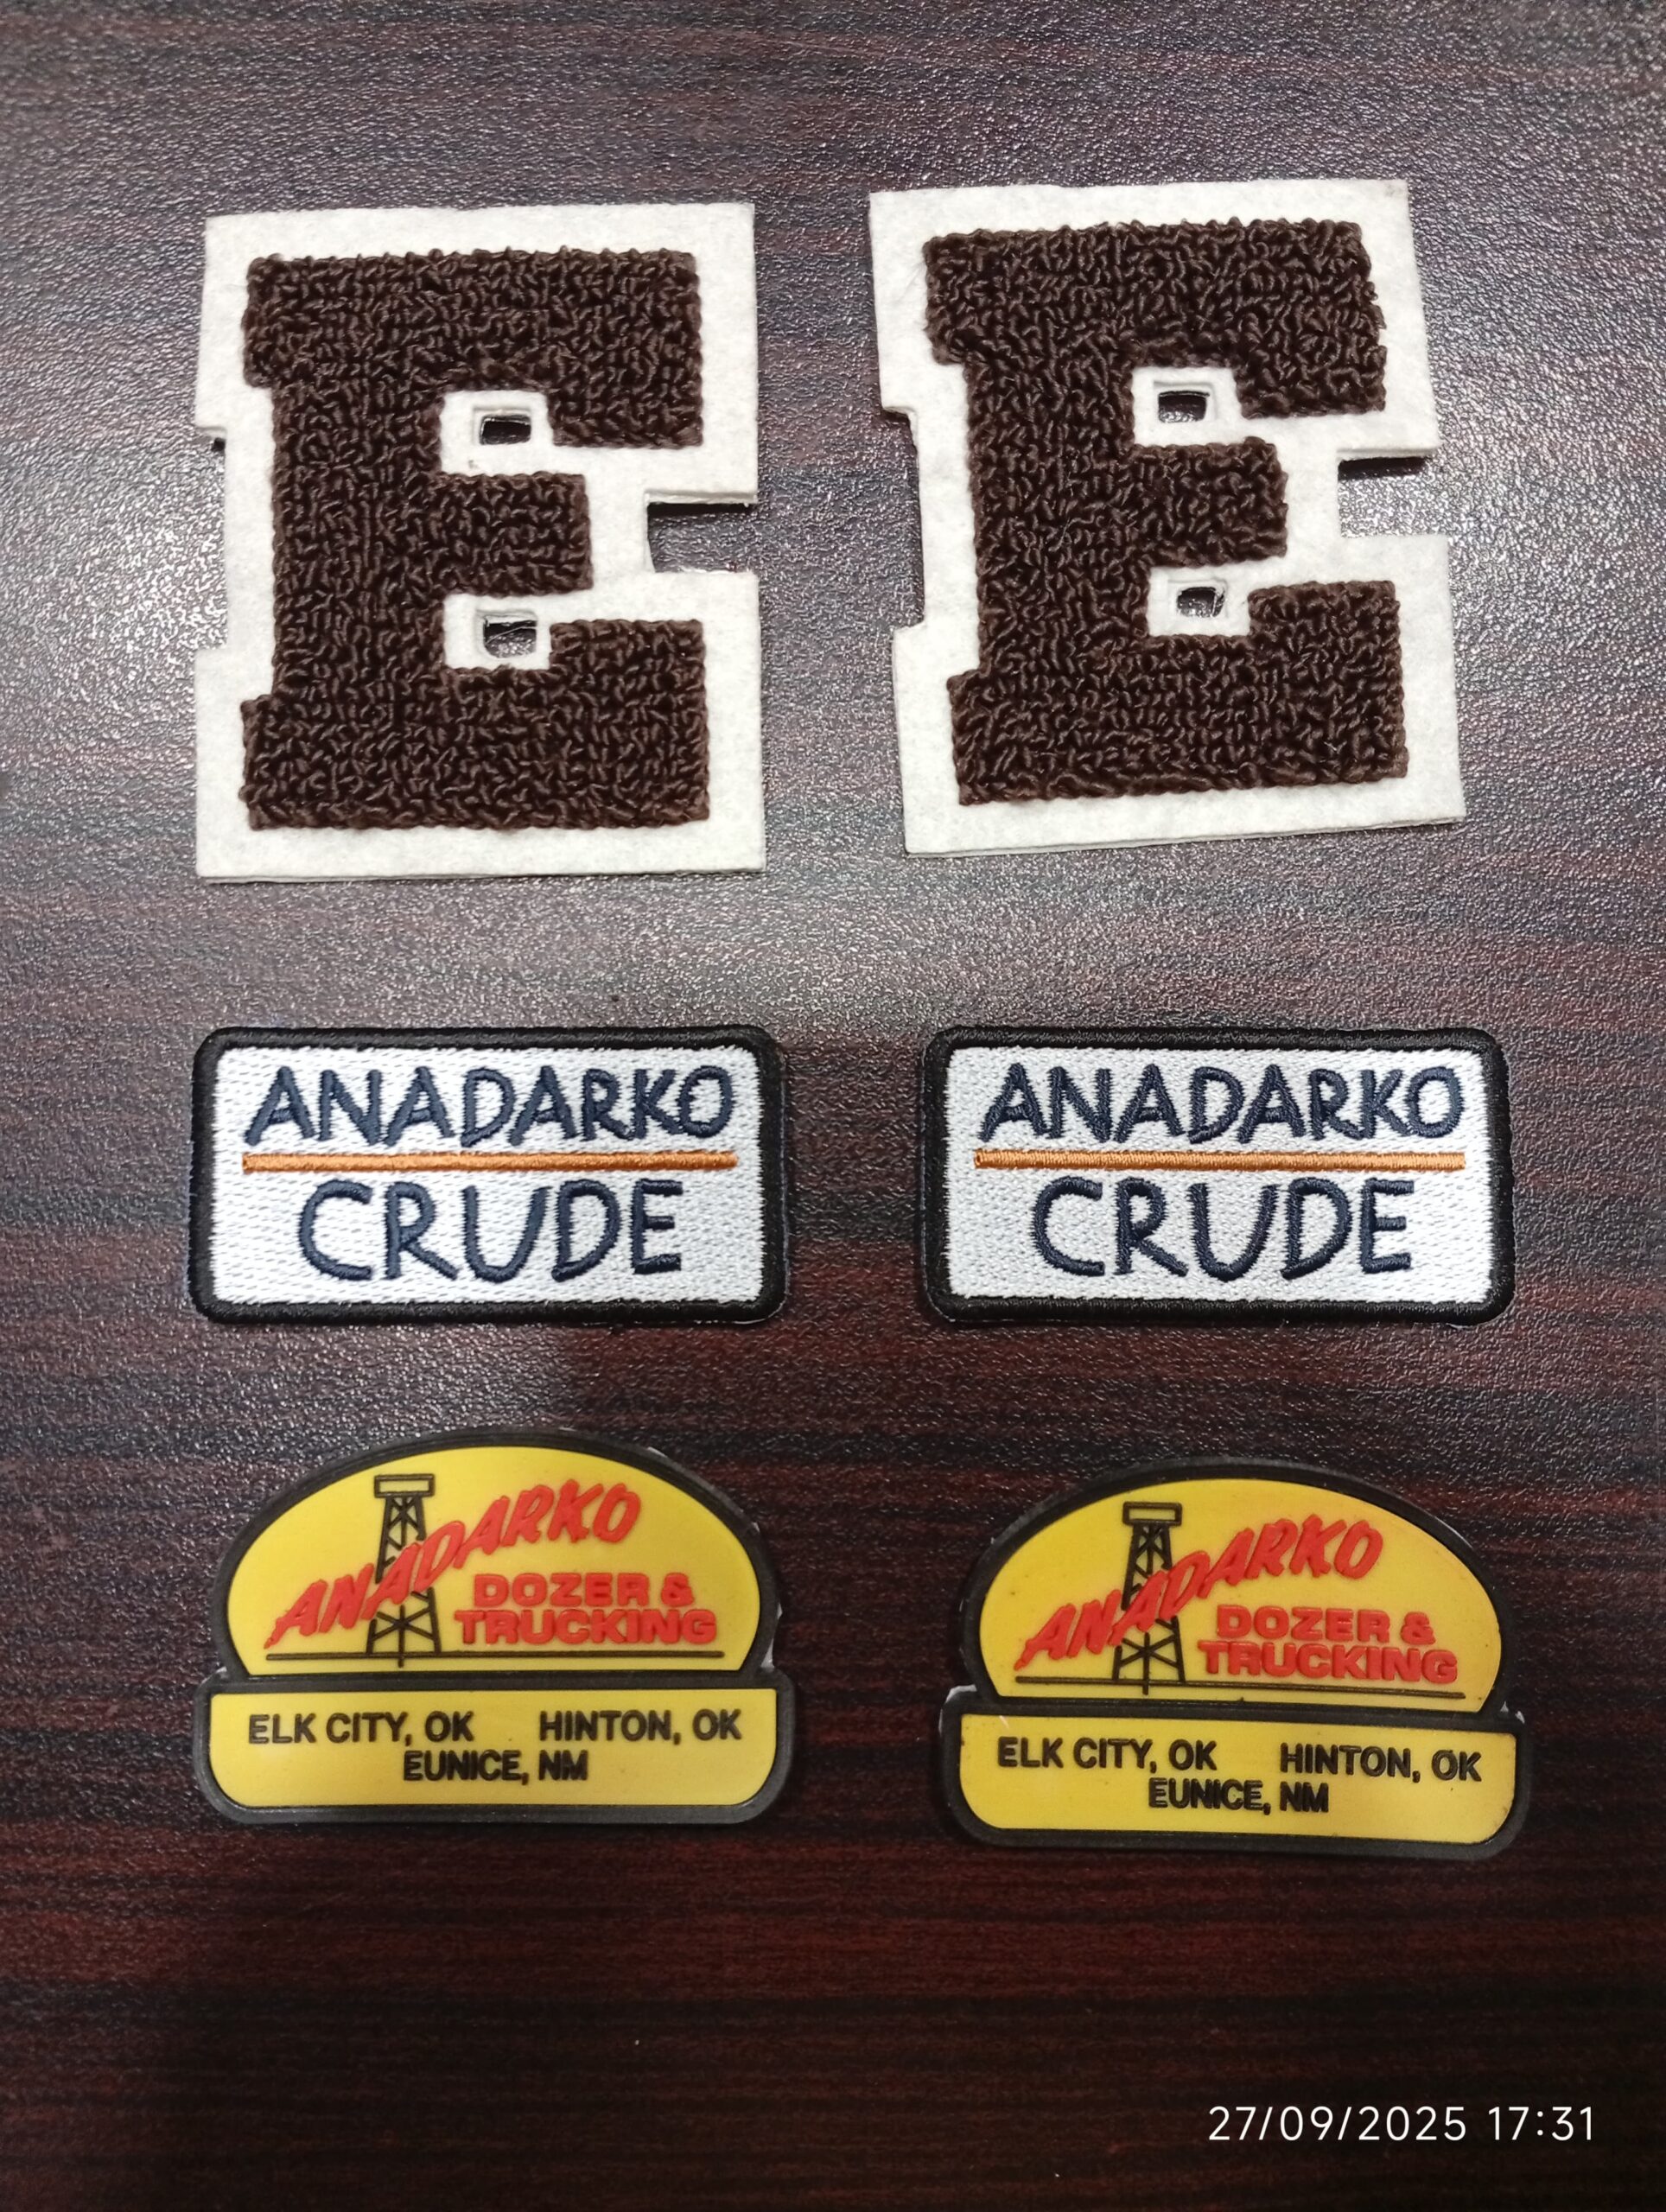 E E
ANADARKO
CRUDE
ANADARKO
CRUDE
ANADARKO
DOZER &
TRUCKING
ELK CITY, OK HINTON, OK
EUNICE, NM
ANADARKO
DOZER &
TRUCKING
ELK CITY, OK HINTON, OK
EUNICE, NM
27/09/2025 17:31